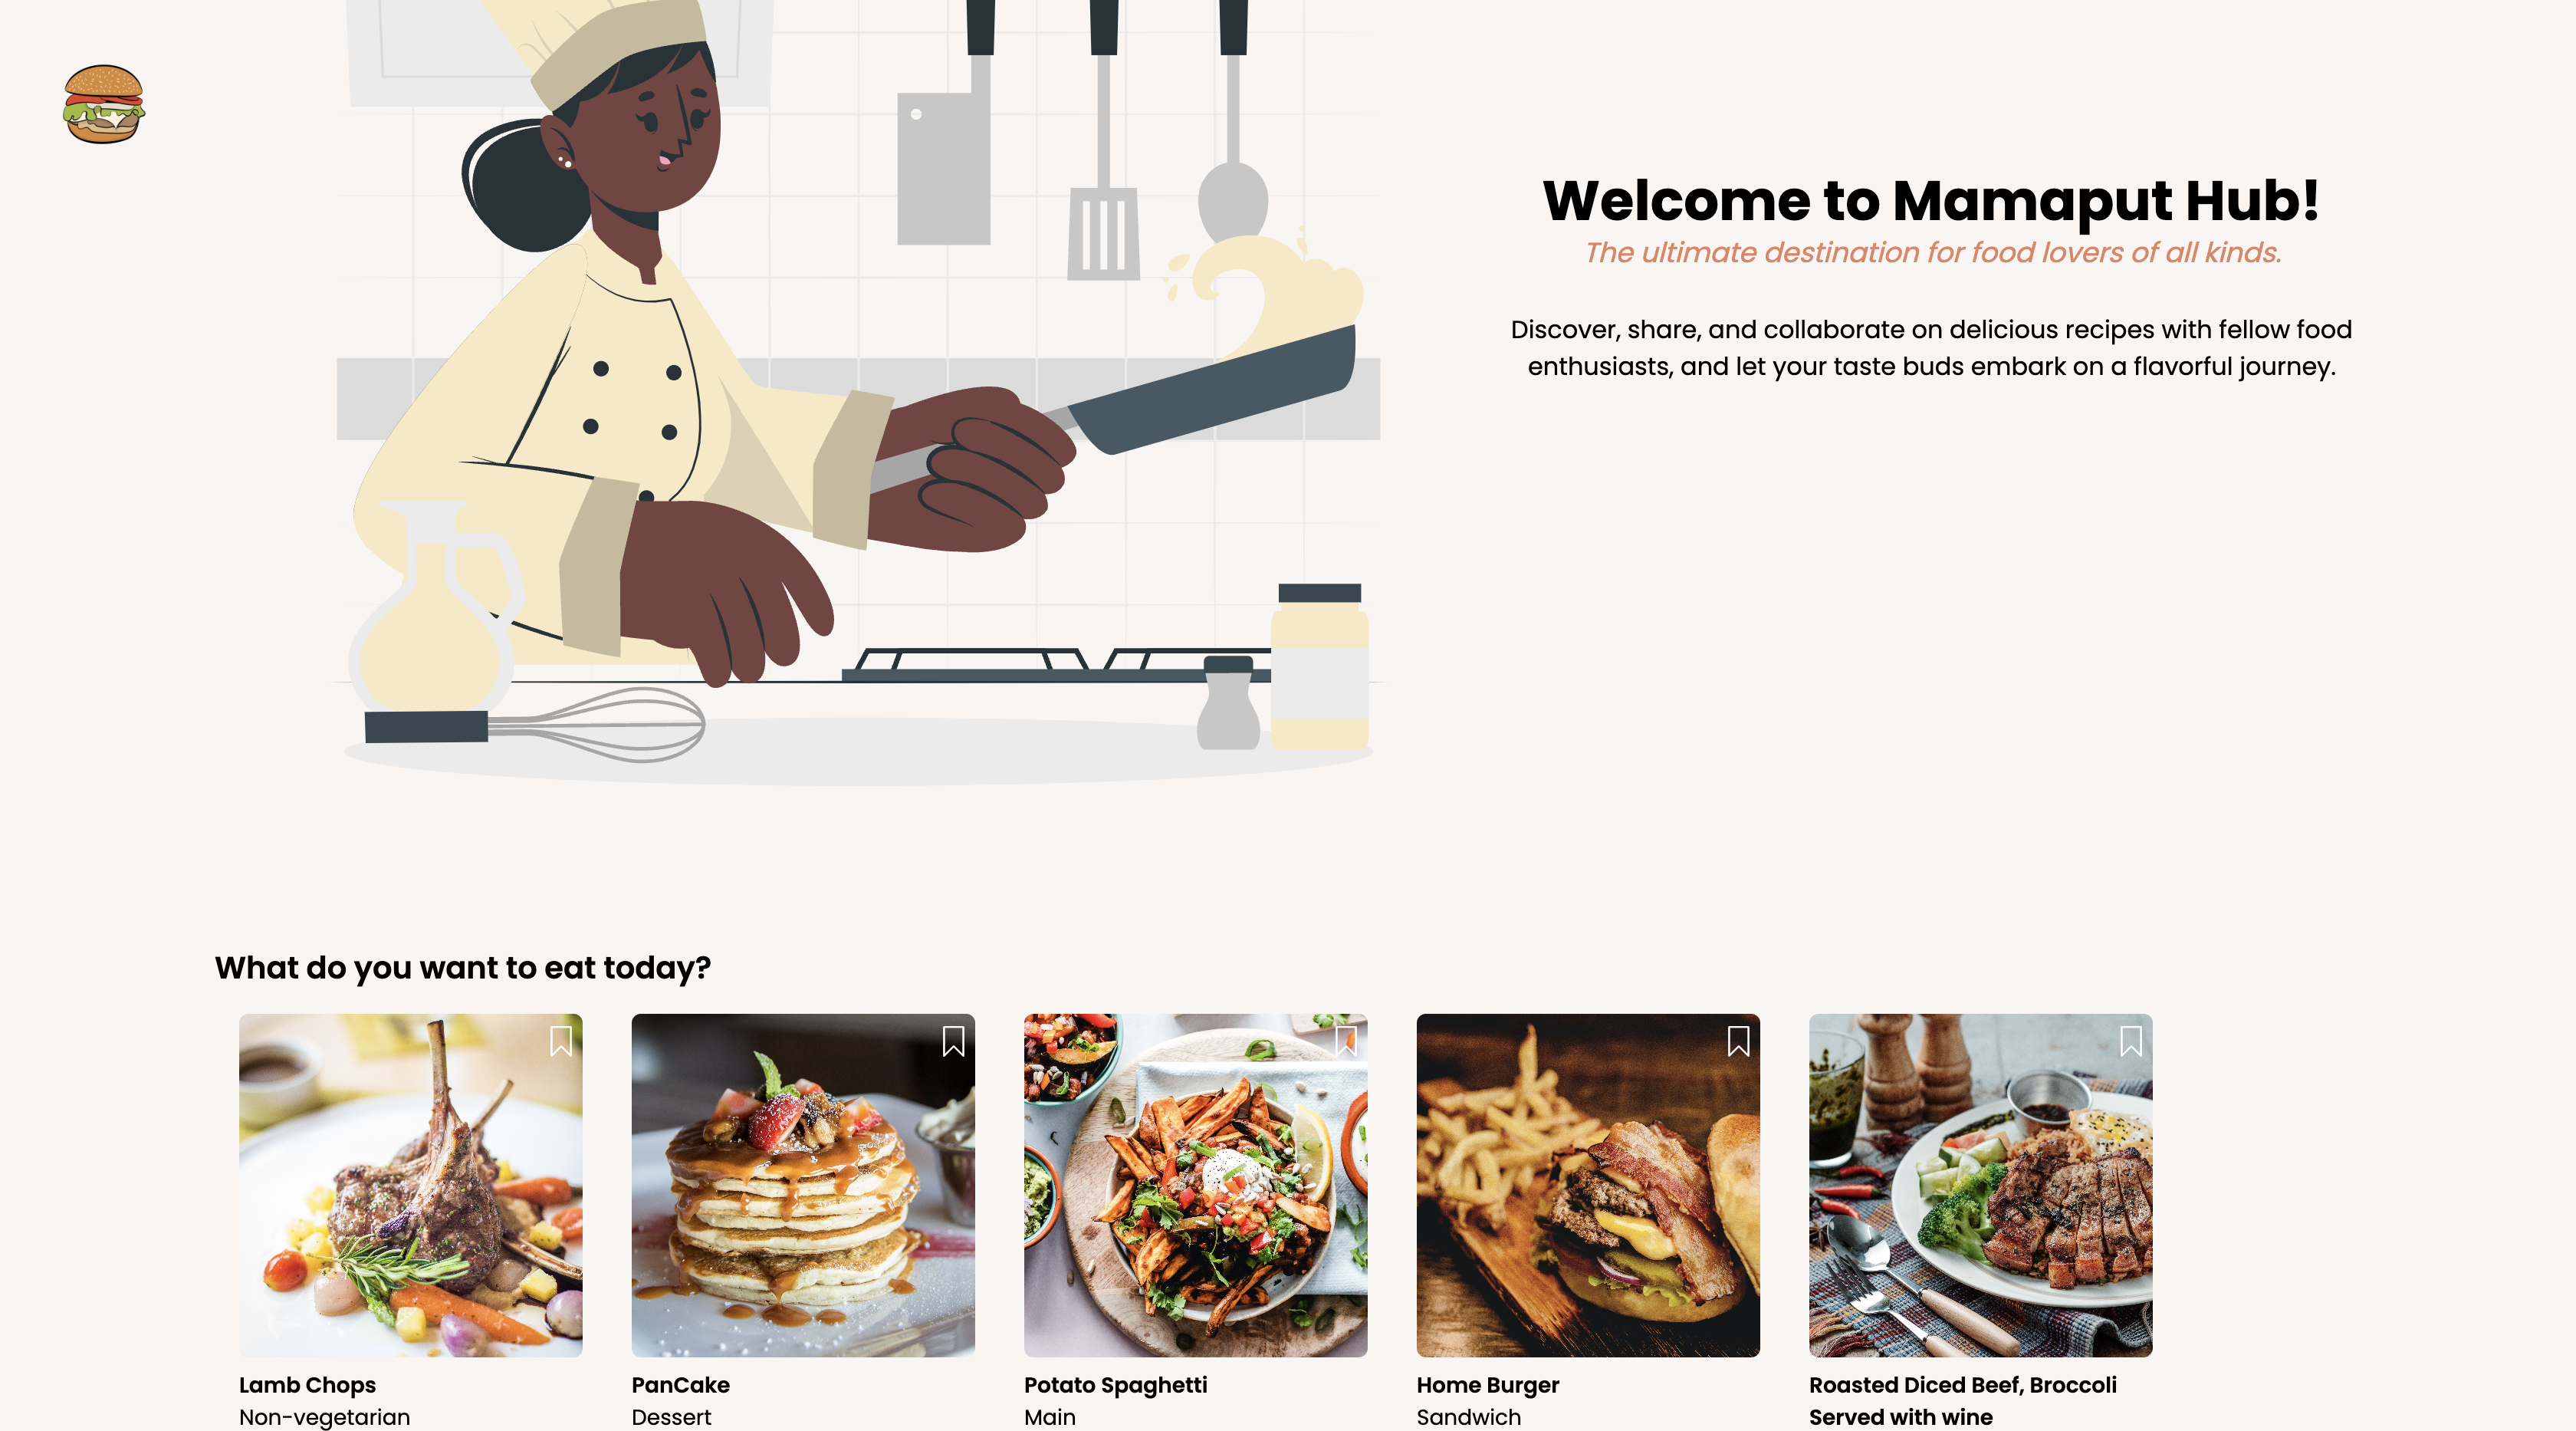 Welcome to Mamaput Hub!
The ultimate destination for food lovers of all kinds.
Discover, share, and collaborate on delicious recipes with fellow food
enthusiasts, and let your taste buds embark on a flavorful journey.
What do you want to eat today?
Lamb Chops
Non-vegetarian
PanCake
Dessert
Potato Spaghetti
Main
Home Burger
Sandwich
Roasted Diced Beef, Broccoli
Served with wine